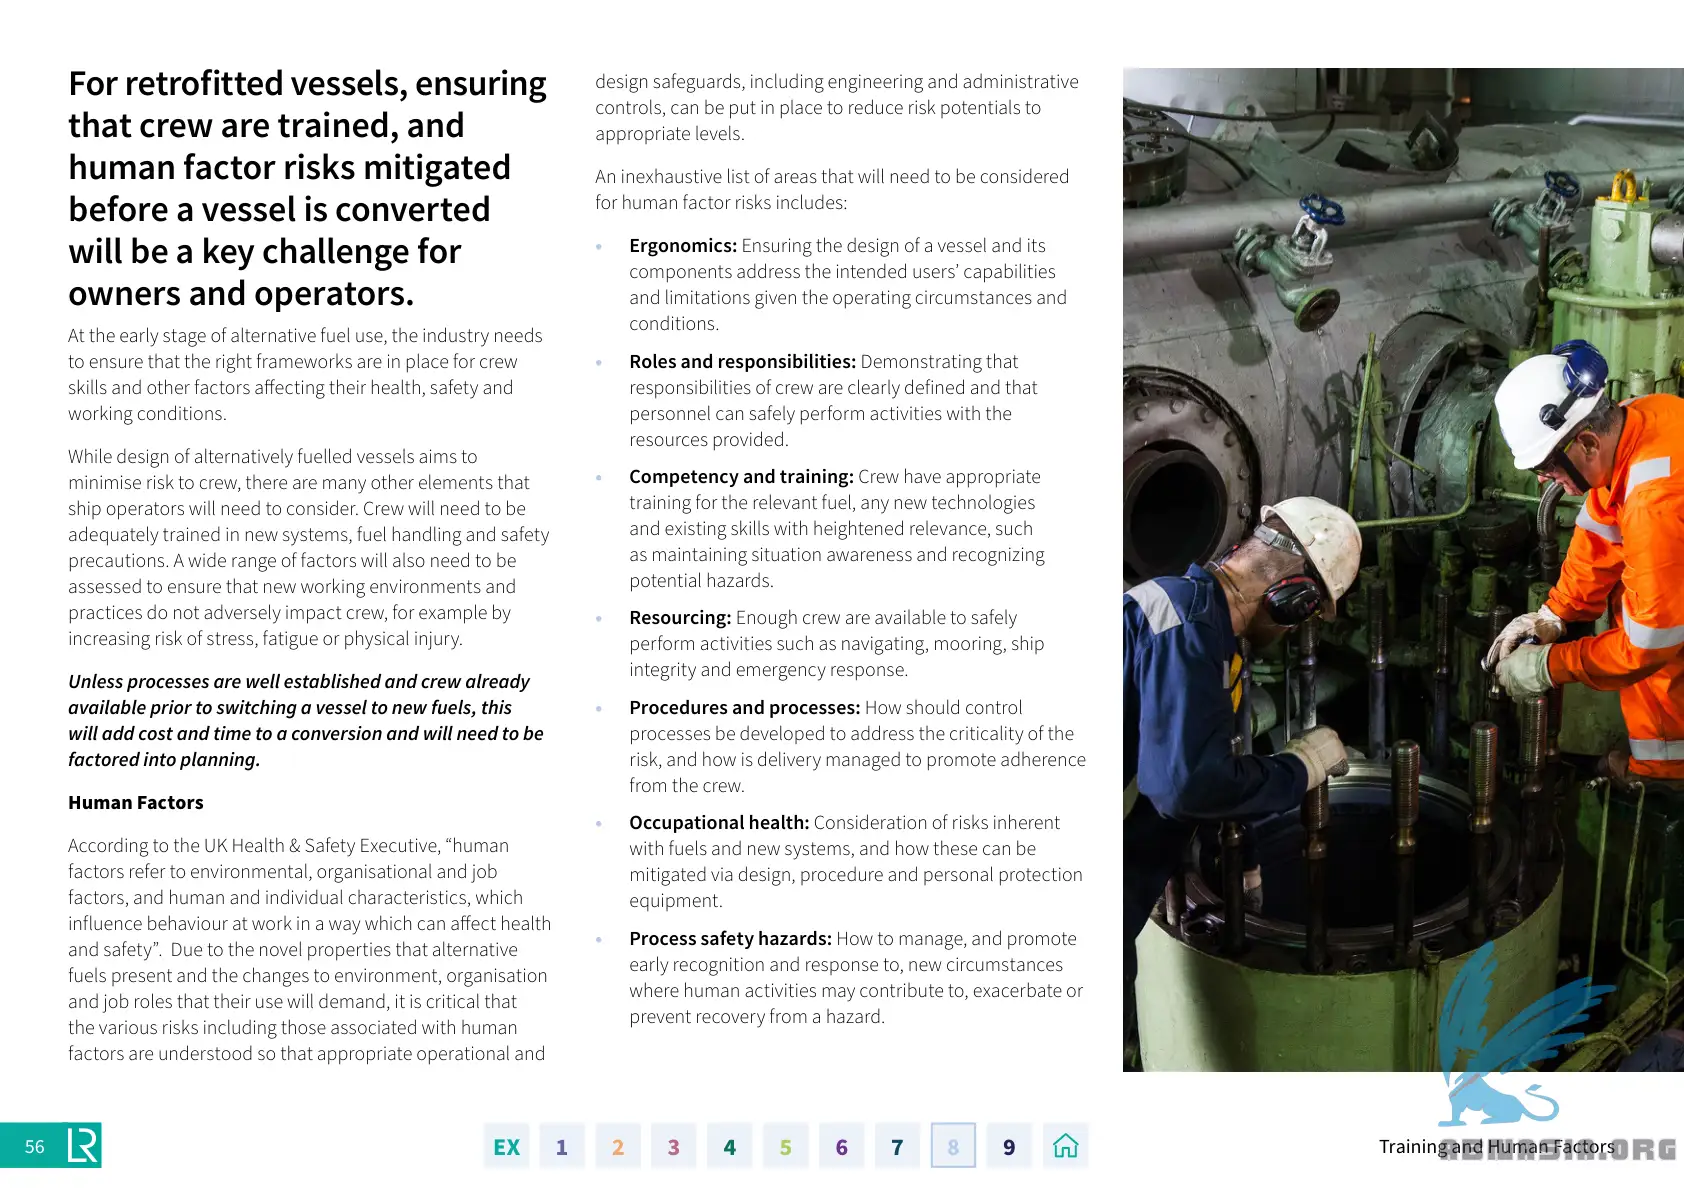 For retrofitted vessels, ensuring
that crew are trained, and
human factor risks mitigated
before a vessel is converted
will be a key challenge for
owners and operators.
At the early stage of alternative fuel use, the industry needs
to ensure that the right frameworks are in place for crew
skills and other factors affecting their health, safety and
working conditions.
While design of alternatively fuelled vessels aims to
minimise risk to crew, there are many other elements that
ship operators will need to consider. Crew will need to be
adequately trained in new systems, fuel handling and safety
precautions. A wide range of factors will also need to be
assessed to ensure that new working environments and
practices do not adversely impact crew, for example by
increasing risk of stress, fatigue or physical injury.
Unless processes are well established and crew already
available prior to switching a vessel to new fuels, this
will add cost and time to a conversion and will need to be
factored into planning.
Human Factors
According to the UK Health & Safety Executive, “human
factors refer to environmental, organisational and job
factors, and human and individual characteristics, which
influence behaviour at work in a way which can affect health
and safety”.  Due to the novel properties that alternative
fuels present and the changes to environment, organisation
and job roles that their use will demand, it is critical that
the various risks including those associated with human
factors are understood so that appropriate operational and
design safeguards, including engineering and administrative
controls, can be put in place to reduce risk potentials to
appropriate levels.
An inexhaustive list of areas that will need to be considered
for human factor risks includes:
• Ergonomics: Ensuring the design of a vessel and its
components address the intended users’ capabilities
and limitations given the operating circumstances and
conditions.
• Roles and responsibilities: Demonstrating that
responsibilities of crew are clearly defined and that
personnel can safely perform activities with the
resources provided.
• Competency and training: Crew have appropriate
training for the relevant fuel, any new technologies
and existing skills with heightened relevance, such
as maintaining situation awareness and recognizing
potential hazards.
• Resourcing: Enough crew are available to safely
perform activities such as navigating, mooring, ship
integrity and emergency response.
• Procedures and processes: How should control
processes be developed to address the criticality of the
risk, and how is delivery managed to promote adherence
from the crew.
• Occupational health: Consideration of risks inherent
with fuels and new systems, and how these can be
mitigated via design, procedure and personal protection
equipment.
• Process safety hazards: How to manage, and promote
early recognition and response to, new circumstances
where human activities may contribute to, exacerbate or
prevent recovery from a hazard.
56 LR
EX 1 2 3 4 5 6 7 8 9
Training and Human Factors